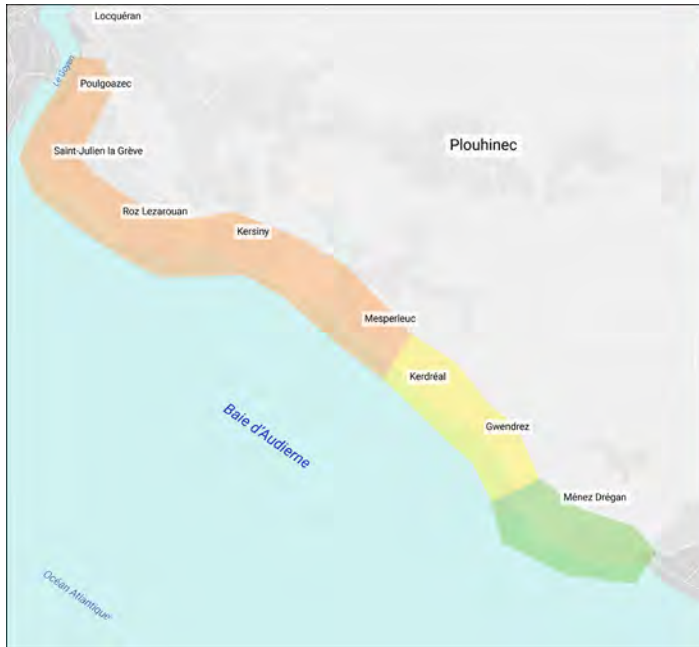 Locquéran
Le Goyen
Poulgoazec
Plouhinec
Saint-Julien la Grève
Roz Lezarouan
Kersiny
Mesperleuc
Kerdréal
Baie d'Audierne
Gwendrez
Ménez Drégan
Océan Atlantique